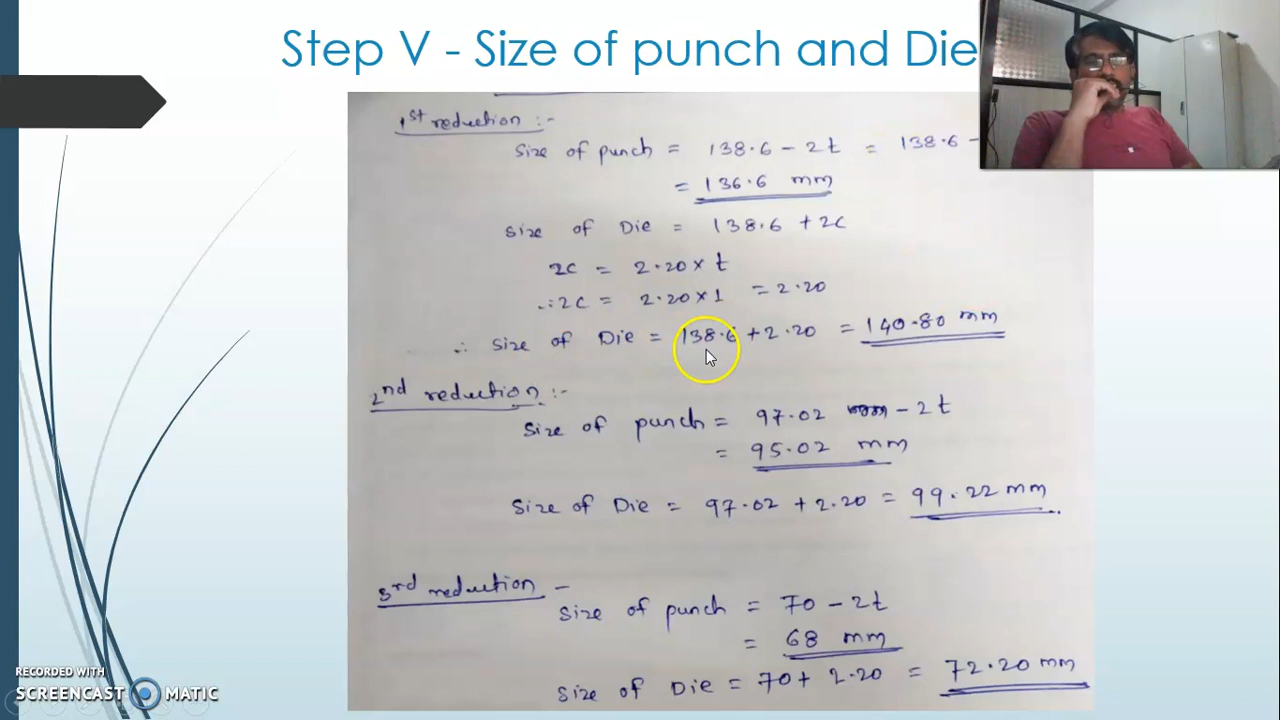 Step V - Size of punch and Die
1st reduction :-
Size of punch = 138.6 - 2t = 138.6 -
= 136.6 mm
Size of Die = 138.6 + 2C
2C = 2.20 x t
∴ 2C = 2.20 x 1 = 2.20
∴ Size of Die = 138.6 + 2.20 = 140.80 mm
2nd reduction :-
Size of punch = 97.02 - 2t
= 95.02 mm
Size of Die = 97.02 + 2.20 = 99.22 mm
3rd reduction -
Size of punch = 70 - 2t
= 68 mm
Size of Die = 70 + 2.20 = 72.20 mm
RECORDED WITH
SCREENCAST MATIC